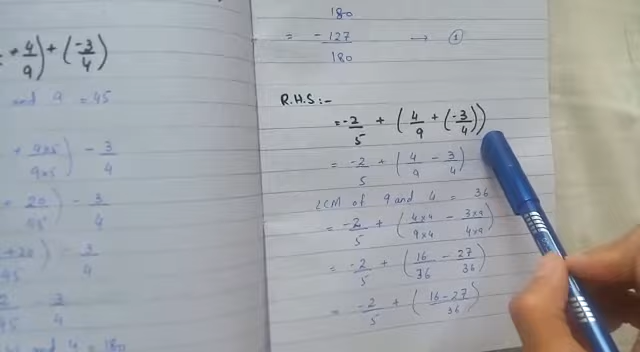 + 4/9) + (-3/4)
and 9 = 45
+ 4×5/9×5) - 3/4
= 20/45) - 3/4
+20)/45 - 3/4
3/4
4 = 180
180
= -127/180 → ①
R.H.S:-
= -2/5 + (4/9 + (-3/4))
= -2/5 + (4/9 - 3/4)
LCM of 9 and 4 = 36
= -2/5 + (4×4/9×4 - 3×9/4×9)
= -2/5 + (16/36 - 27/36)
= -2/5 + (16-27/36)